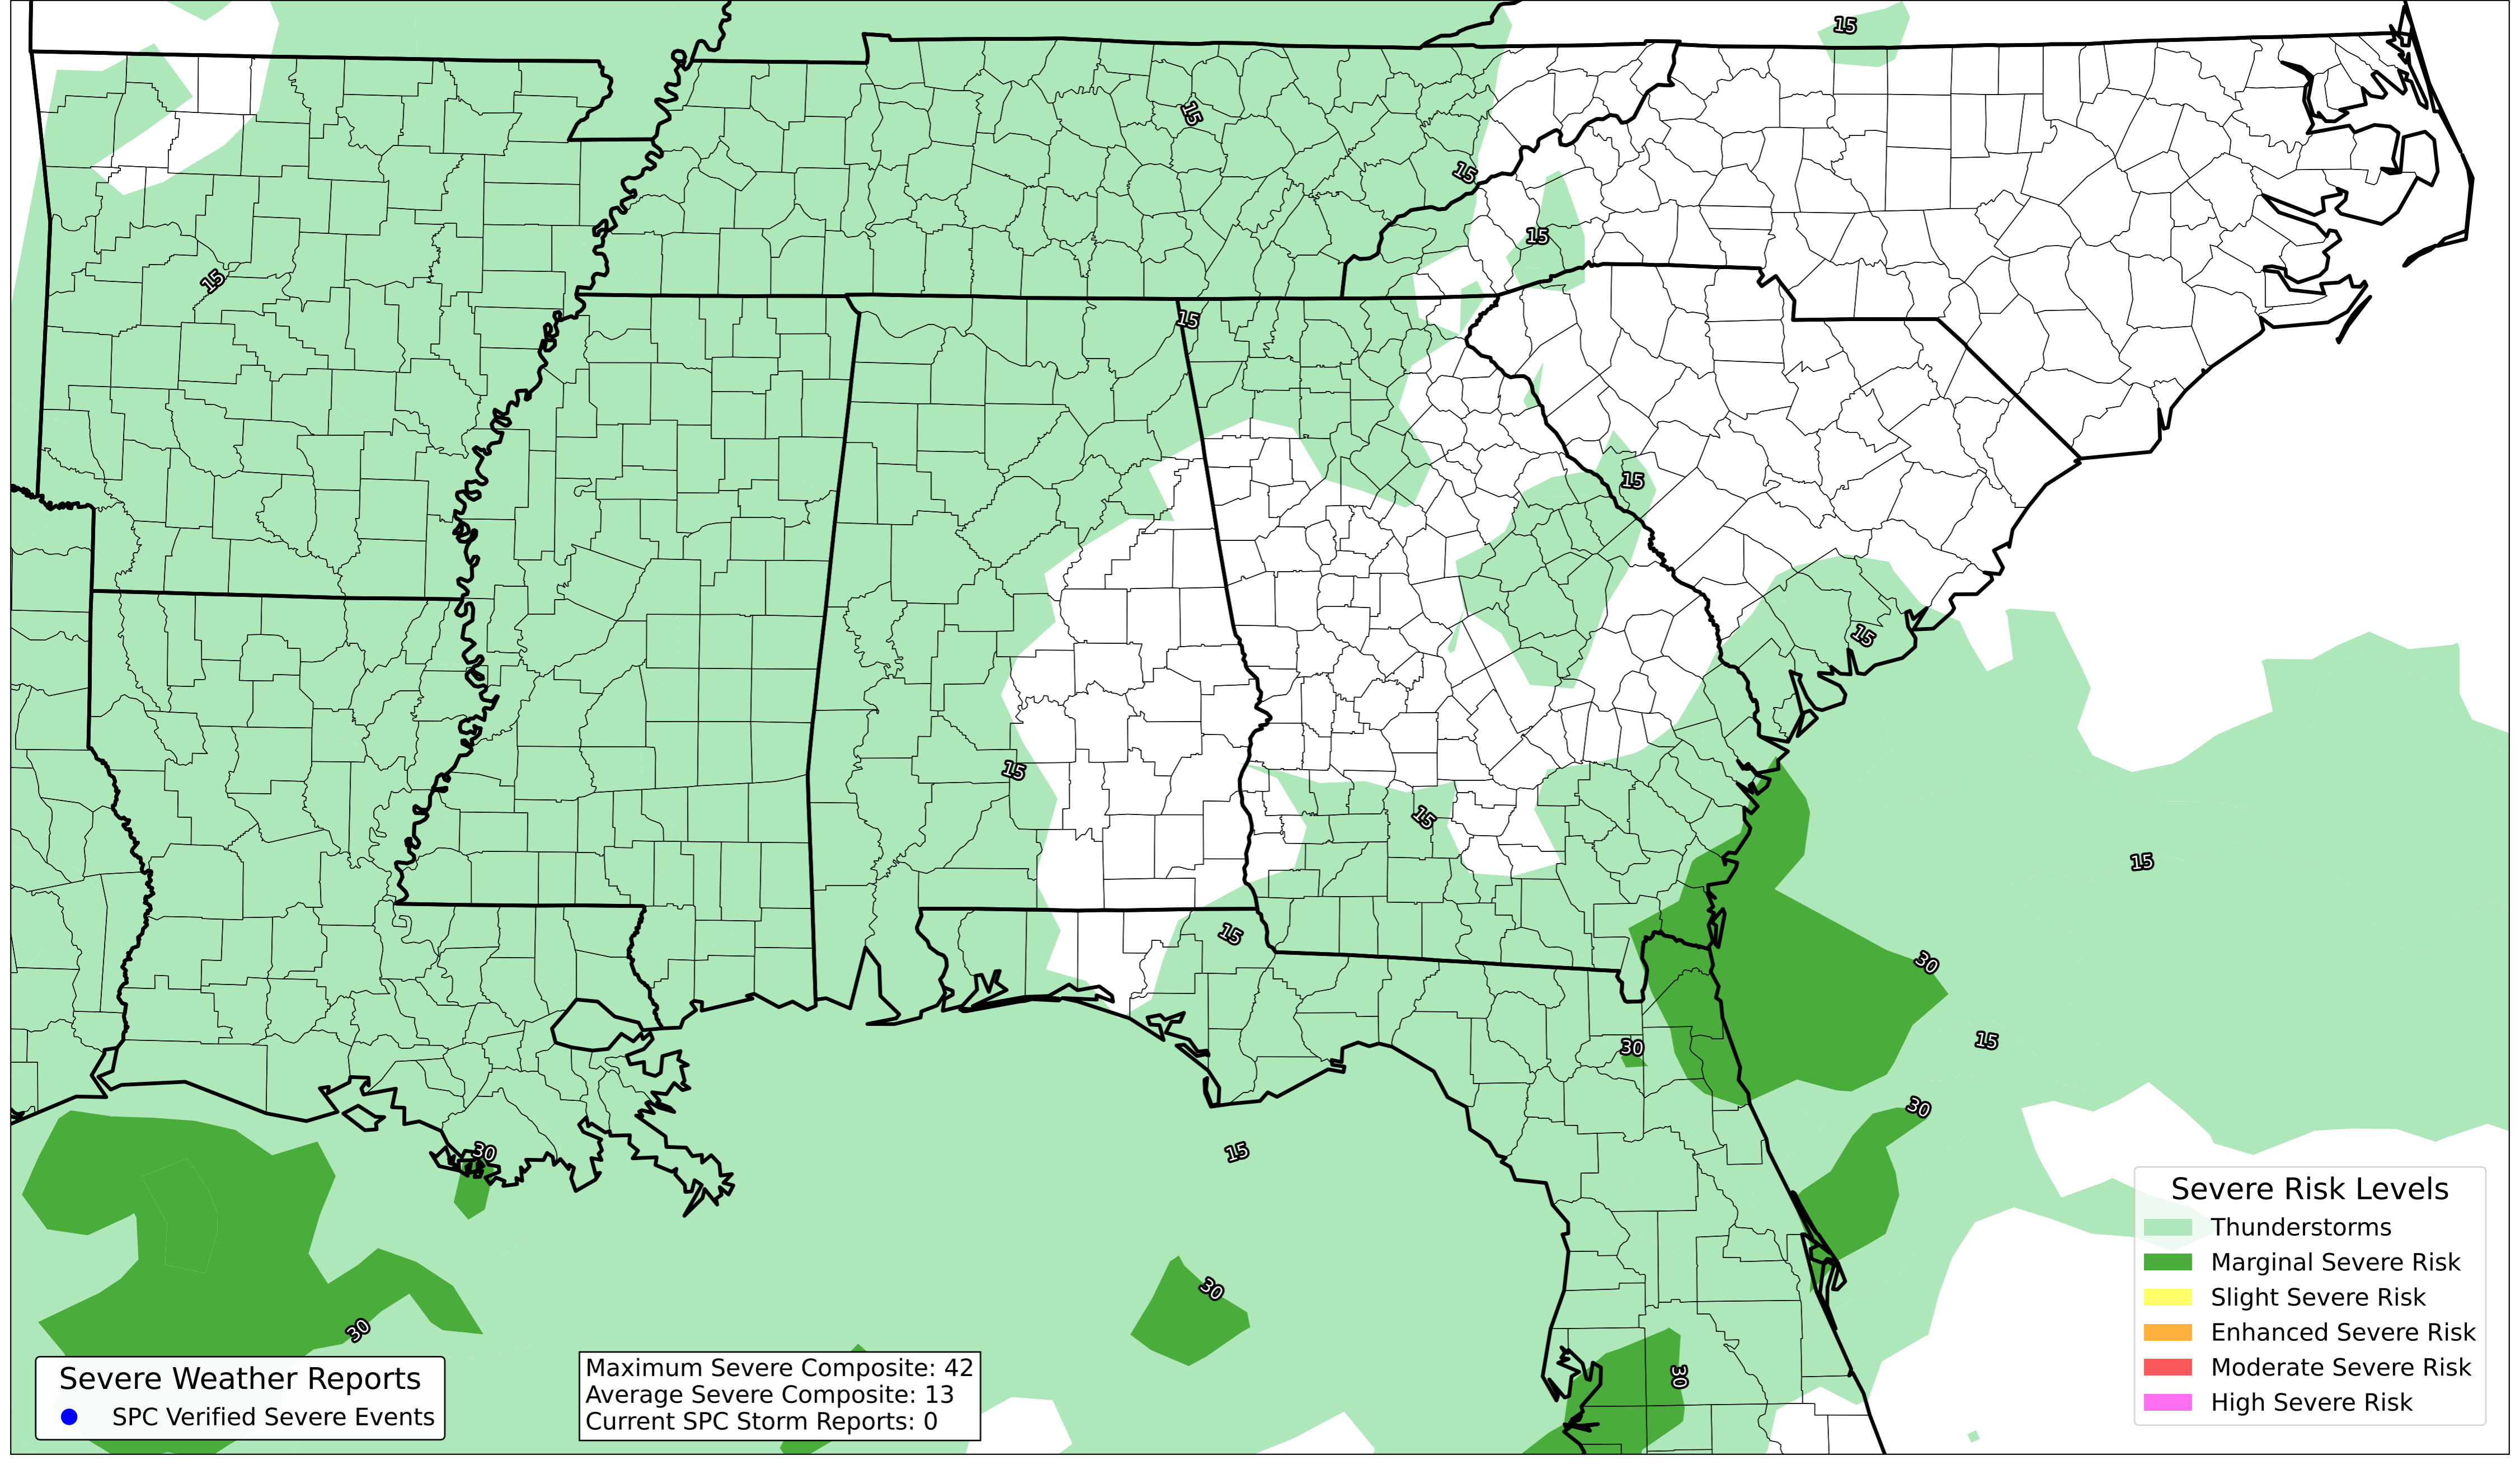 15
15
15
15
15
15
15
15
15
15
15
15
15
30
15
30
30
15
30
30
30
30
Severe Risk Levels
Thunderstorms
Marginal Severe Risk
Slight Severe Risk
Enhanced Severe Risk
Moderate Severe Risk
High Severe Risk
Severe Weather Reports
SPC Verified Severe Events
Maximum Severe Composite: 42
Average Severe Composite: 13
Current SPC Storm Reports: 0